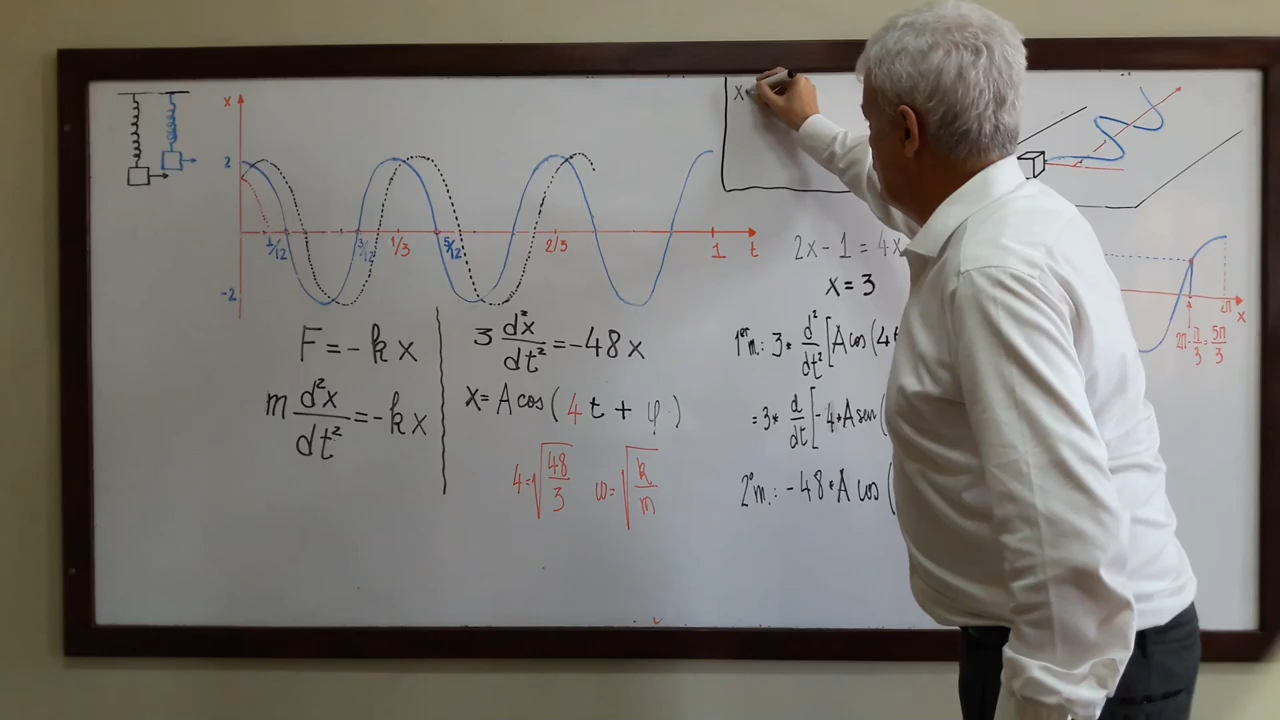 x
2
1/12
3/12
1/3
5/12
2/3
1
t
-2
F = - k x
m d²x/dt² = - k x
3 d²x/dt² = -48 x
x = A cos ( 4 t + φ )
4 = √48/3
ω = √k/m
x
2x - 1 = 4x
x = 3
1er m.: 3 * d²/dt² [ A cos (4t
= 3 * d/dt [ -4 * A sen (
2º m.: -48 * A cos (
x
2π
2π - π/3 = 5π/3